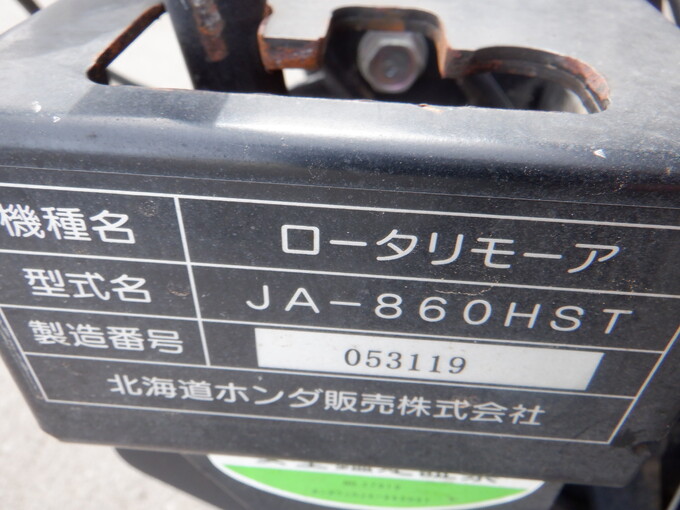 機種名 ロータリモーア
型式名 JA-860HST
製造番号 053119
北海道ホンダ販売株式会社